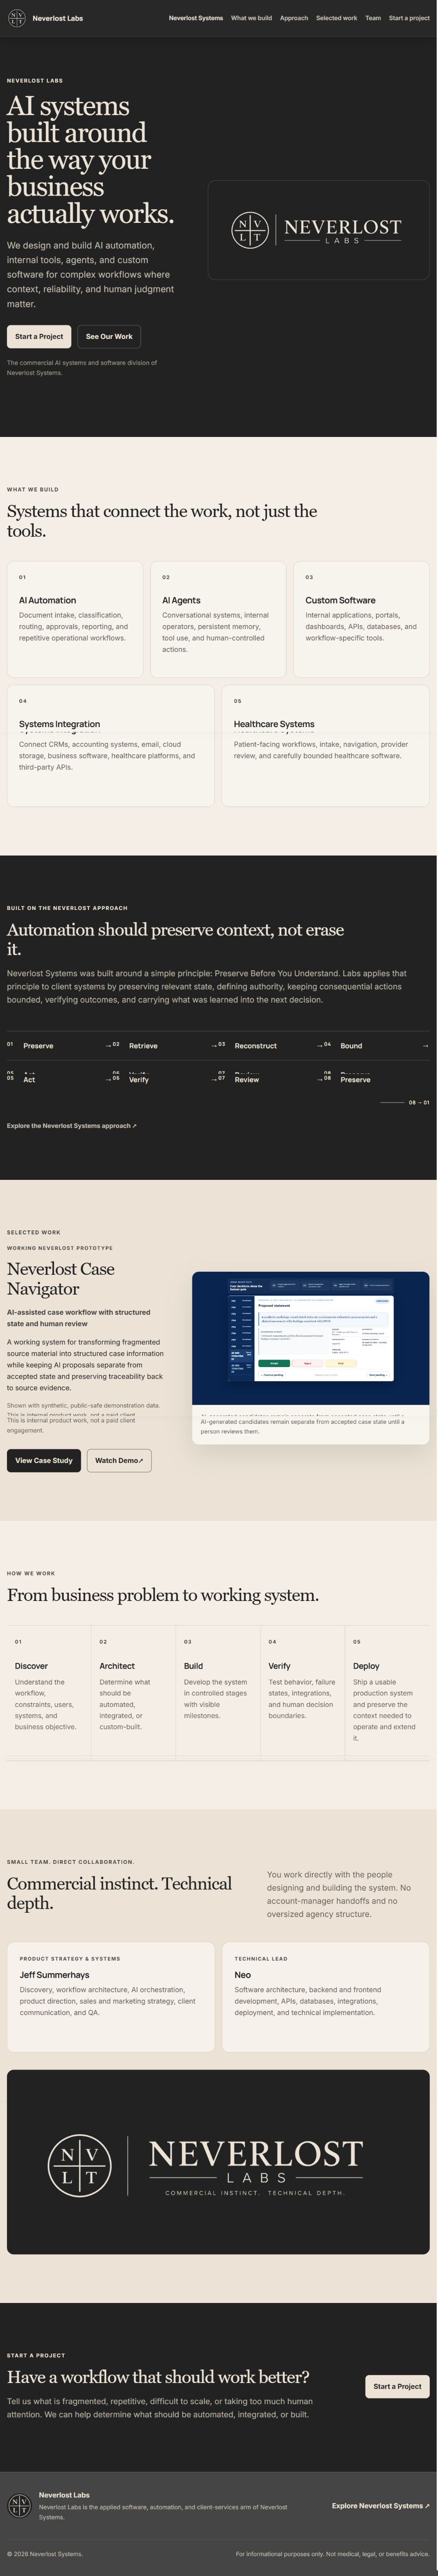 NV
LT
Neverlost Labs
Neverlost Systems
What we build
Approach
Selected work
Team
Start a project
NEVERLOST LABS
AI systems
built around
the way your
business
actually works.
We design and build AI automation,
internal tools, agents, and custom
software for complex workflows where
context, reliability, and human judgment
matter.
Start a Project
See Our Work
The commercial AI systems and software division of
Neverlost Systems.
N V
L T
NEVERLOST
LABS
WHAT WE BUILD
Systems that connect the work, not just the
tools.
01
AI Automation
Document intake, classification,
routing, approvals, reporting, and
repetitive operational workflows.
02
AI Agents
Conversational systems, internal
operators, persistent memory,
tool use, and human-controlled
actions.
03
Custom Software
Internal applications, portals,
dashboards, APIs, databases, and
workflow-specific tools.
04
Systems Integration
Connect CRMs, accounting systems, email, cloud
storage, business software, healthcare platforms, and
third-party APIs.
05
Healthcare Systems
Patient-facing workflows, intake, navigation, provider
review, and carefully bounded healthcare software.
BUILT ON THE NEVERLOST APPROACH
Automation should preserve context, not erase
it.
Neverlost Systems was built around a simple principle: Preserve Before You Understand. Labs applies that
principle to client systems by preserving relevant state, defining authority, keeping consequential actions
bounded, verifying outcomes, and carrying what was learned into the next decision.
01 Preserve →
02 Retrieve →
03 Reconstruct →
04 Bound →
05 Act →
06 Verify →
07 Review →
08 Preserve
08 → 01
Explore the Neverlost Systems approach ↗
SELECTED WORK
WORKING NEVERLOST PROTOTYPE
Neverlost Case
Navigator
AI-assisted case workflow with structured
state and human review
A working system for transforming fragmented
source material into structured case information
while keeping AI proposals separate from
accepted state and preserving traceability back
to source evidence.
Shown with synthetic, public-safe demonstration data.
This is internal product work, not a paid client
engagement.
View Case Study
Watch Demo↗
Proposed statement
AI-generated candidates remain separate from accepted case state until a
person reviews them.
HOW WE WORK
From business problem to working system.
01
Discover
Understand the
workflow,
constraints, users,
systems, and
business objective.
02
Architect
Determine what
should be
automated,
integrated, or
custom-built.
03
Build
Develop the system
in controlled stages
with visible
milestones.
04
Verify
Test behavior, failure
states, integrations,
and human decision
boundaries.
05
Deploy
Ship a usable
production system
and preserve the
context needed to
operate and extend
it.
SMALL TEAM. DIRECT COLLABORATION.
Commercial instinct. Technical
depth.
You work directly with the people
designing and building the system. No
account-manager handoffs and no
oversized agency structure.
PRODUCT STRATEGY & SYSTEMS
Jeff Summerhays
Discovery, workflow architecture, AI orchestration,
product direction, sales and marketing strategy, client
communication, and QA.
TECHNICAL LEAD
Neo
Software architecture, backend and frontend
development, APIs, databases, integrations,
deployment, and technical implementation.
N V
L T
NEVERLOST
LABS
COMMERCIAL INSTINCT. TECHNICAL DEPTH.
START A PROJECT
Have a workflow that should work better?
Tell us what is fragmented, repetitive, difficult to scale, or taking too much human
attention. We can help determine what should be automated, integrated, or built.
Start a Project
NV
LT
Neverlost Labs
Neverlost Labs is the applied software, automation, and client-services arm of Neverlost
Systems.
Explore Neverlost Systems ↗
© 2026 Neverlost Systems.
For informational purposes only. Not medical, legal, or benefits advice.